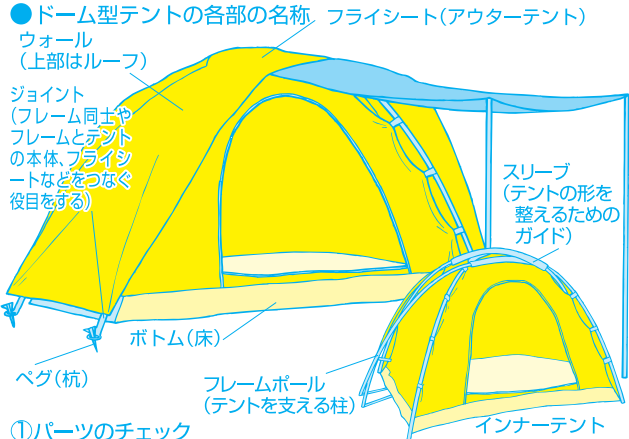 ●ドーム型テントの各部の名称
フライシート(アウターテント)
ウォール
(上部はルーフ)
ジョイント
(フレーム同士や
フレームとテント
の本体、フライシ
ートなどをつなぐ
役目をする)
スリーブ
(テントの形を
整えるための
ガイド)
ボトム(床)
ペグ(杭)
フレームポール
(テントを支える柱)
インナーテント
①パーツのチェック